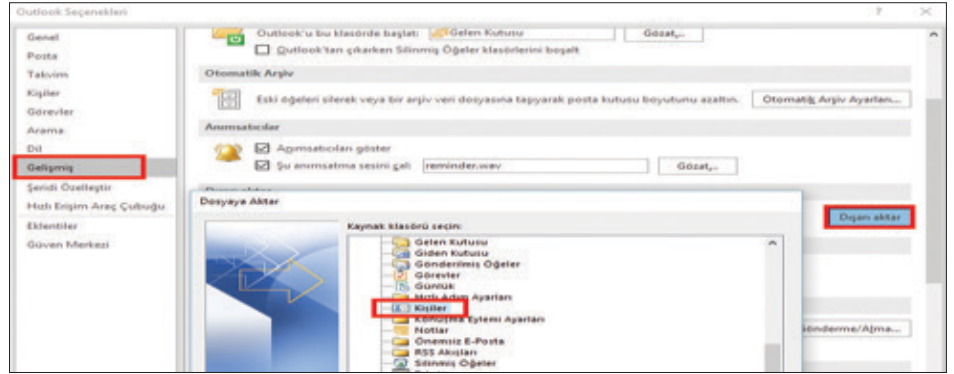 Outlook Seçenekleri
? ×
Genel
Posta
Takvim
Kişiler
Görevler
Arama
Dil
Gelişmiş
Şeridi Özelleştir
Hızlı Erişim Araç Çubuğu
Eklentiler
Güven Merkezi
Outlook'u bu klasörde başlat: Gelen Kutusu Gözat...
Outlook'tan çıkarken Silinmiş Öğeler klasörlerini boşalt
Otomatik Arşiv
Eski öğeleri silerek veya bir arşiv veri dosyasına taşıyarak posta kutusu boyutunu azaltın. Otomatik Arşiv Ayarları...
Anımsatıcılar
Anımsatıcıları göster
Şu anımsatma sesini çal: reminder.wav Gözat...
Dışarı aktar
Dışarı aktar
Dosyaya Aktar
Kaynak klasörü seçin:
Gelen Kutusu
Giden Kutusu
Gönderilmiş Öğeler
Görevler
Günlük
Hızlı Adım Ayarları
Kişiler
Konuşma Eylemi Ayarları
Notlar
Önemsiz E-Posta
RSS Akışları
Silinmiş Öğeler
Gönderme/Alma...